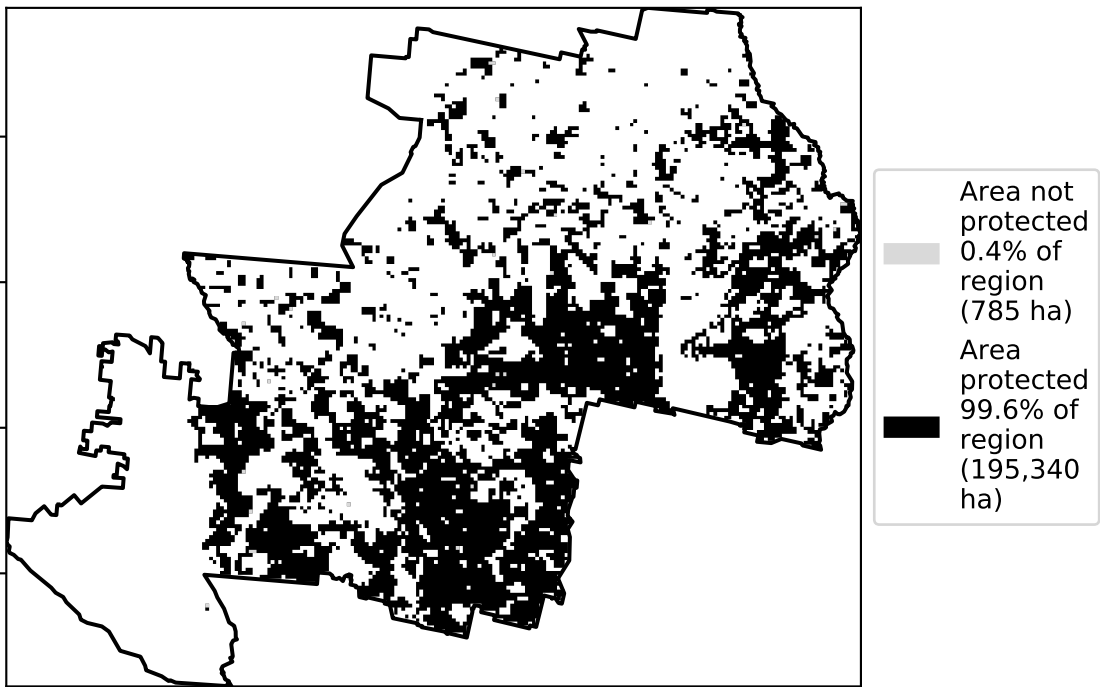 Area not
protected
0.4% of
region
(785 ha)
Area
protected
99.6% of
region
(195,340
ha)